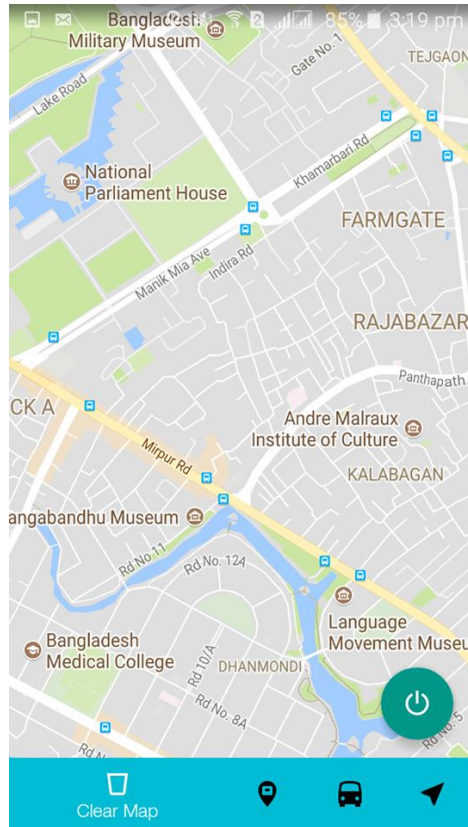 85% 3:19 pm
Bangladesh
Military Museum
Gate No. 1
TEJGAON
Lake Road
National
Parliament House
Khamarbari Rd
FARMGATE
Manik Mia Ave
Indira Rd
RAJABAZAR
Panthapath
CK A
Andre Malraux
Institute of Culture
Mirpur Rd
KALABAGAN
angabandhu Museum
Rd No 11
Rd No. 12A
Language
Movement Museu
Bangladesh
Medical College
Rd 10/A
DHANMONDI
Rd No. 8A
Rd No. 5
Clear Map